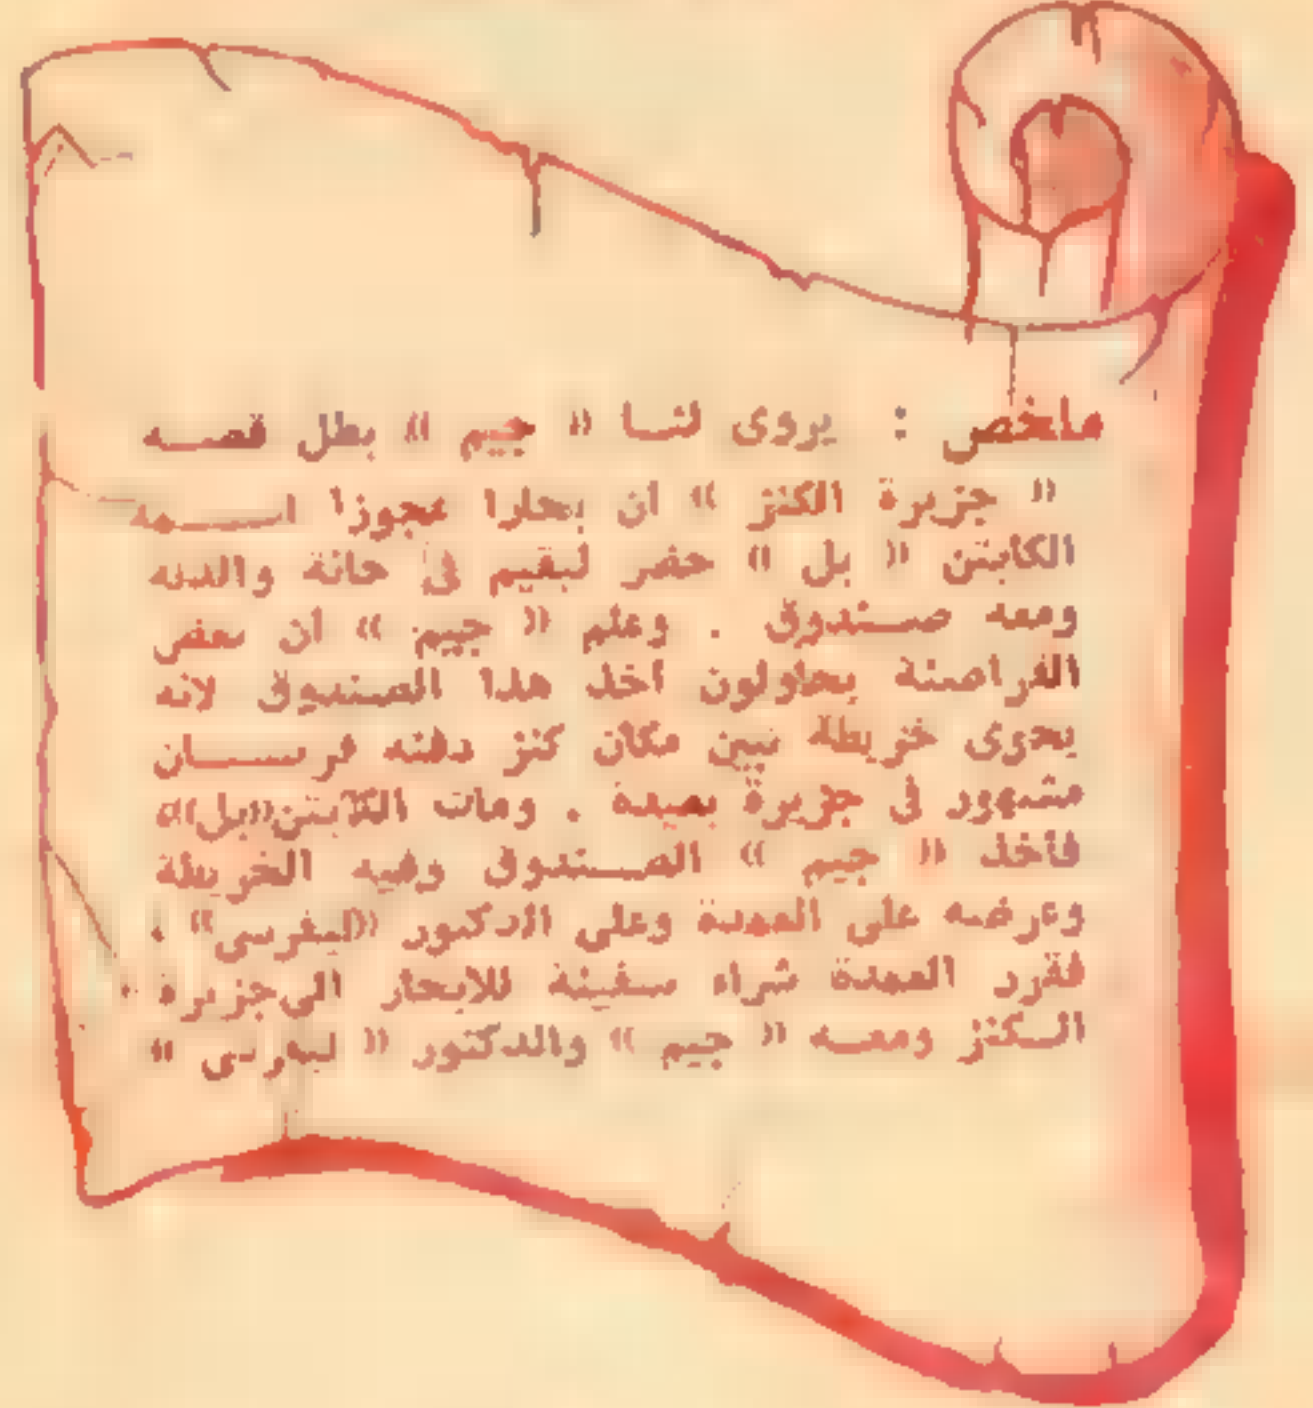 ملخص : يروى لنا « جيم » بطل قصه
« جزيرة الكنز » ان بحارا عجوزا اسمه
الكابتن « بل » حضر ليقيم فى حانة والدته
ومعه صندوق . وعلم « جيم » ان بعض
القراصنة يحاولون اخذ هذا الصندوق لانه
يحوى خريطة تبين مكان كنز دفنه قرسان
مشهور فى جزيرة بعيدة . ومات الكابتن «بل»
فأخذ « جيم » الصندوق وفيه الخريطة
وعرضه على العمدة وعلى الدكتور «ليفرسى» .
فقرر العمدة شراء سفينة للابحار الى جزيرة
الكنز ومعه « جيم » والدكتور « ليفرسى »